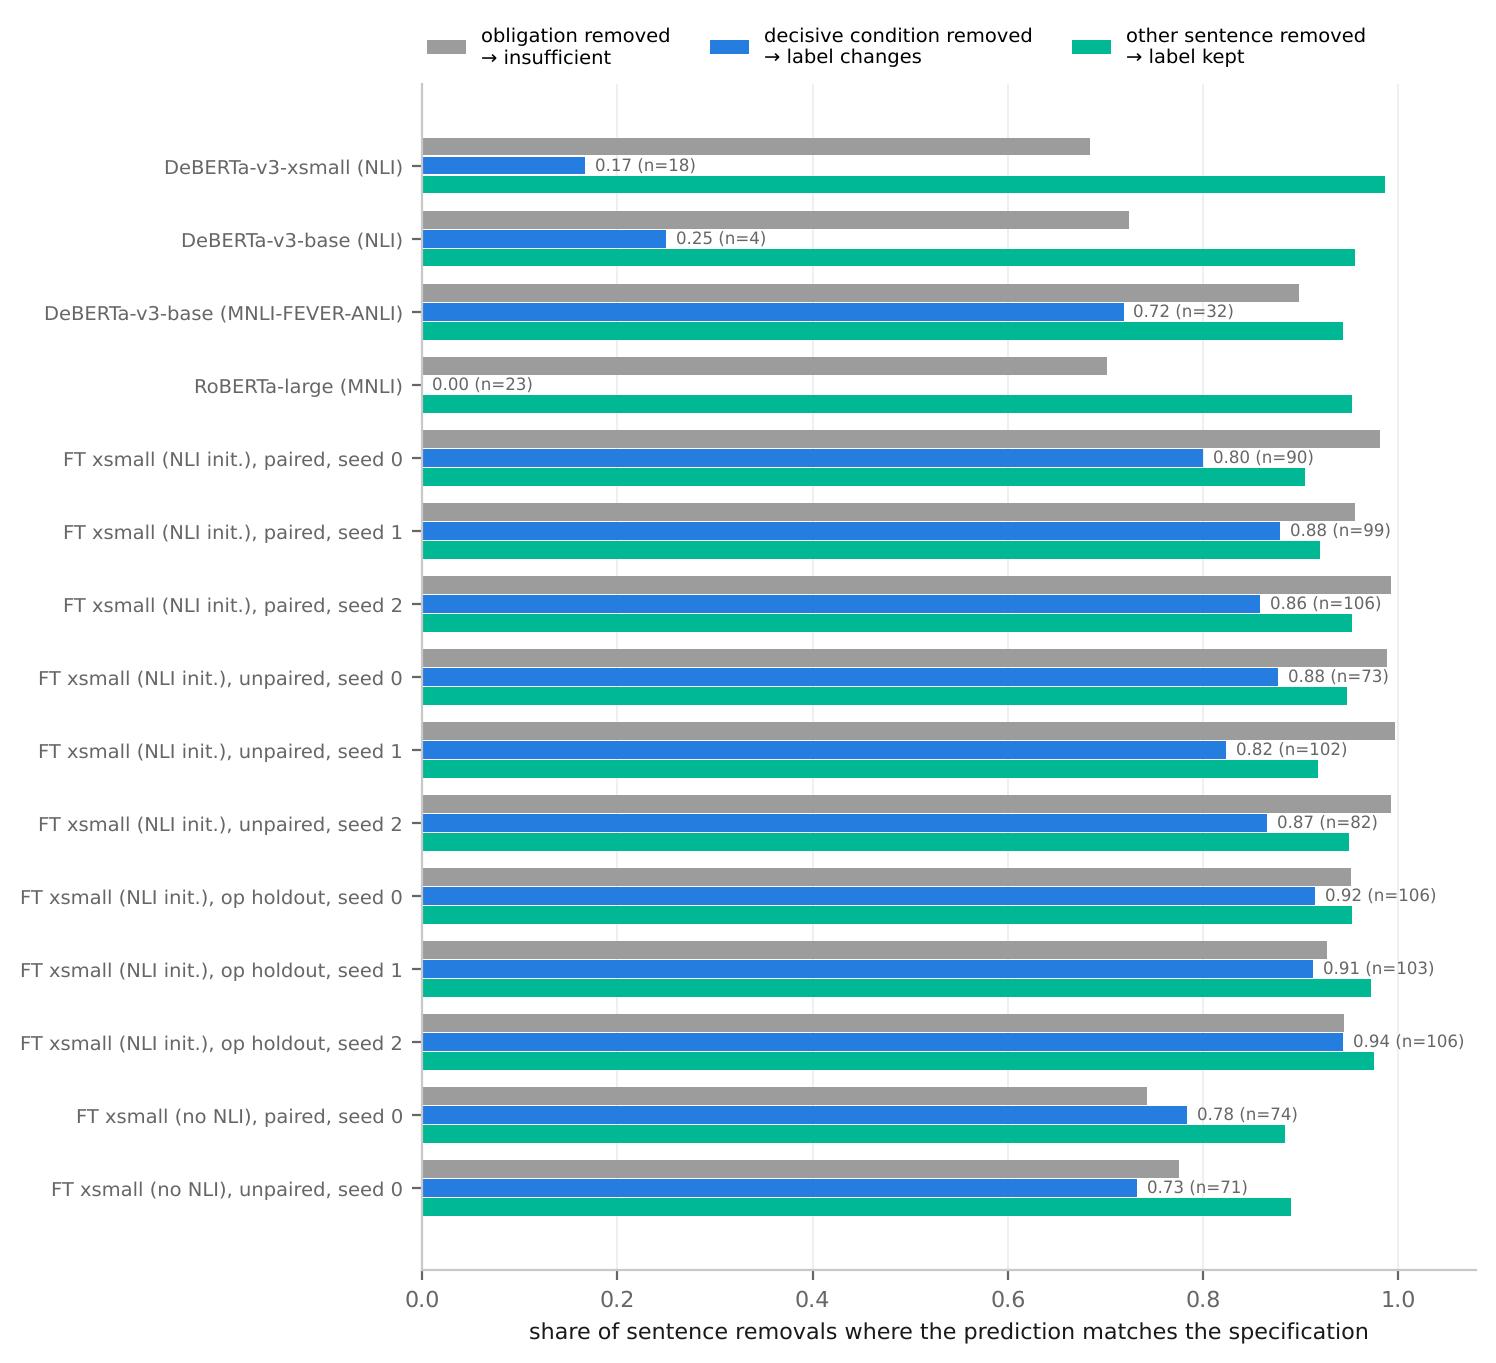 obligation removed
→ insufficient
decisive condition removed
→ label changes
other sentence removed
→ label kept
DeBERTa-v3-xsmall (NLI)
0.17 (n=18)
DeBERTa-v3-base (NLI)
0.25 (n=4)
DeBERTa-v3-base (MNLI-FEVER-ANLI)
0.72 (n=32)
RoBERTa-large (MNLI)
0.00 (n=23)
FT xsmall (NLI init.), paired, seed 0
0.80 (n=90)
FT xsmall (NLI init.), paired, seed 1
0.88 (n=99)
FT xsmall (NLI init.), paired, seed 2
0.86 (n=106)
FT xsmall (NLI init.), unpaired, seed 0
0.88 (n=73)
FT xsmall (NLI init.), unpaired, seed 1
0.82 (n=102)
FT xsmall (NLI init.), unpaired, seed 2
0.87 (n=82)
FT xsmall (NLI init.), op holdout, seed 0
0.92 (n=106)
FT xsmall (NLI init.), op holdout, seed 1
0.91 (n=103)
FT xsmall (NLI init.), op holdout, seed 2
0.94 (n=106)
FT xsmall (no NLI), paired, seed 0
0.78 (n=74)
FT xsmall (no NLI), unpaired, seed 0
0.73 (n=71)
0.0 0.2 0.4 0.6 0.8 1.0
share of sentence removals where the prediction matches the specification